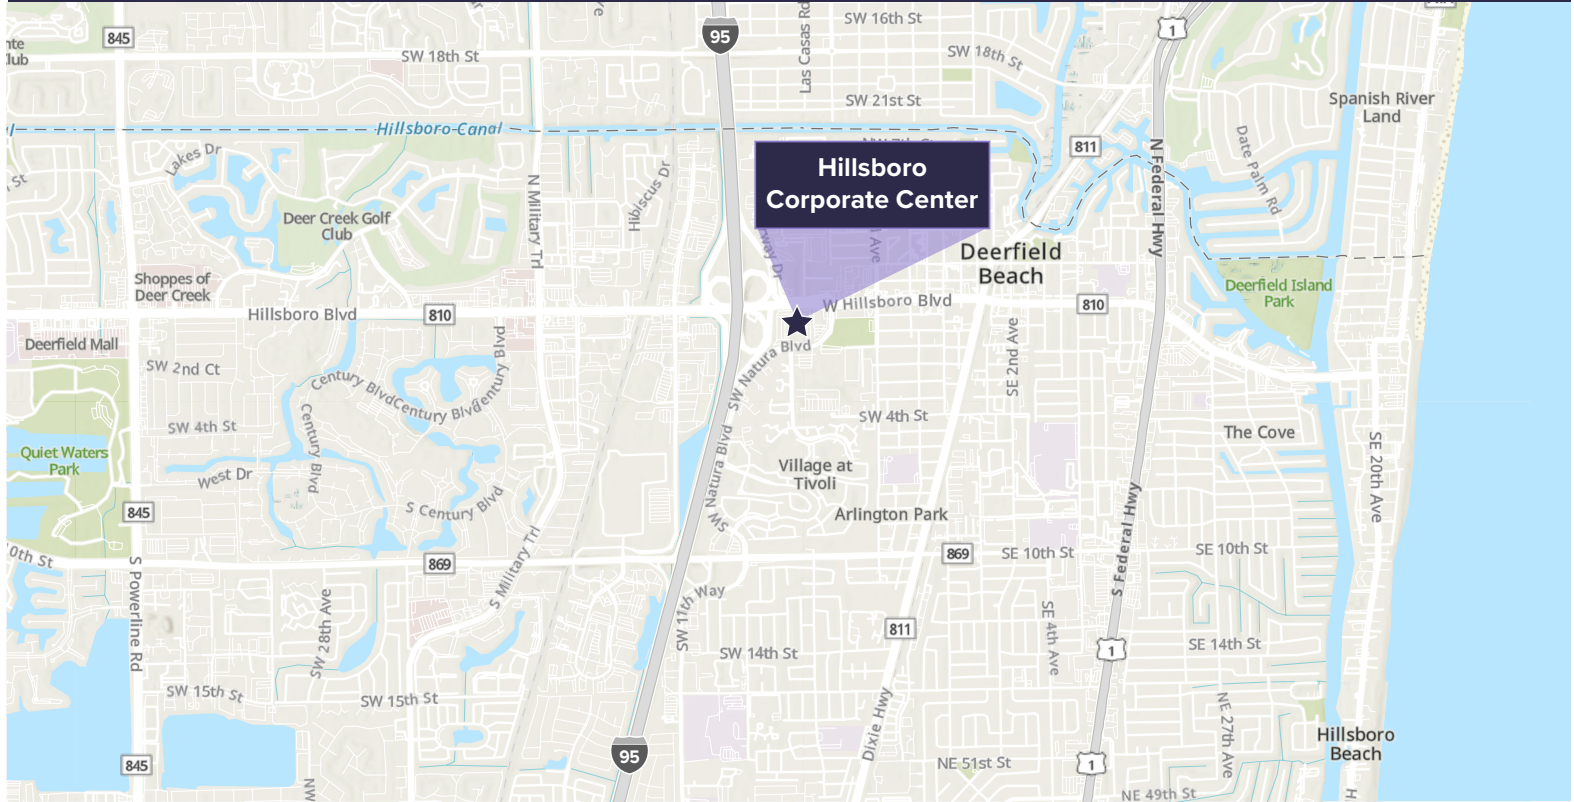 845
SW 18th St
95
Las Casas Rd
SW 16th St
SW 18th St
1
SW 21st St
Spanish River
Land
Hillsboro Canal
Lakes Dr
811
N Federal Hwy
Date Palm Rd
Hillsboro
Corporate Center
N Military Trl
Hibiscus Dr
Deer Creek Golf
Club
Deerfield
Beach
Shoppes of
Deer Creek
Deerfield Island
Park
Hillsboro Blvd
810
W Hillsboro Blvd
810
Deerfield Mall
SW 2nd Ct
Century Blvd
Century Blvd
Century Blvd
SW Natura Blvd
SE 2nd Ave
SW 4th St
Century Blvd
SW 4th St
The Cove
Quiet Waters
Park
West Dr
Village at
Tivoli
SE 20th Ave
S Century Blvd
SW Natura Blvd
845
Arlington Park
S Federal Hwy
0th St
869
S Military Trl
869
SE 10th St
SE 10th St
S Powerline Rd
SW 28th Ave
SW 11th Way
811
SE 4th Ave
SE 14th St
1
SW 14th St
SW 15th St
SW 15th St
NE 27th Ave
Dixie Hwy
Hillsboro
Beach
845
95
NE 51st St
1
NW
NE 49th St
H